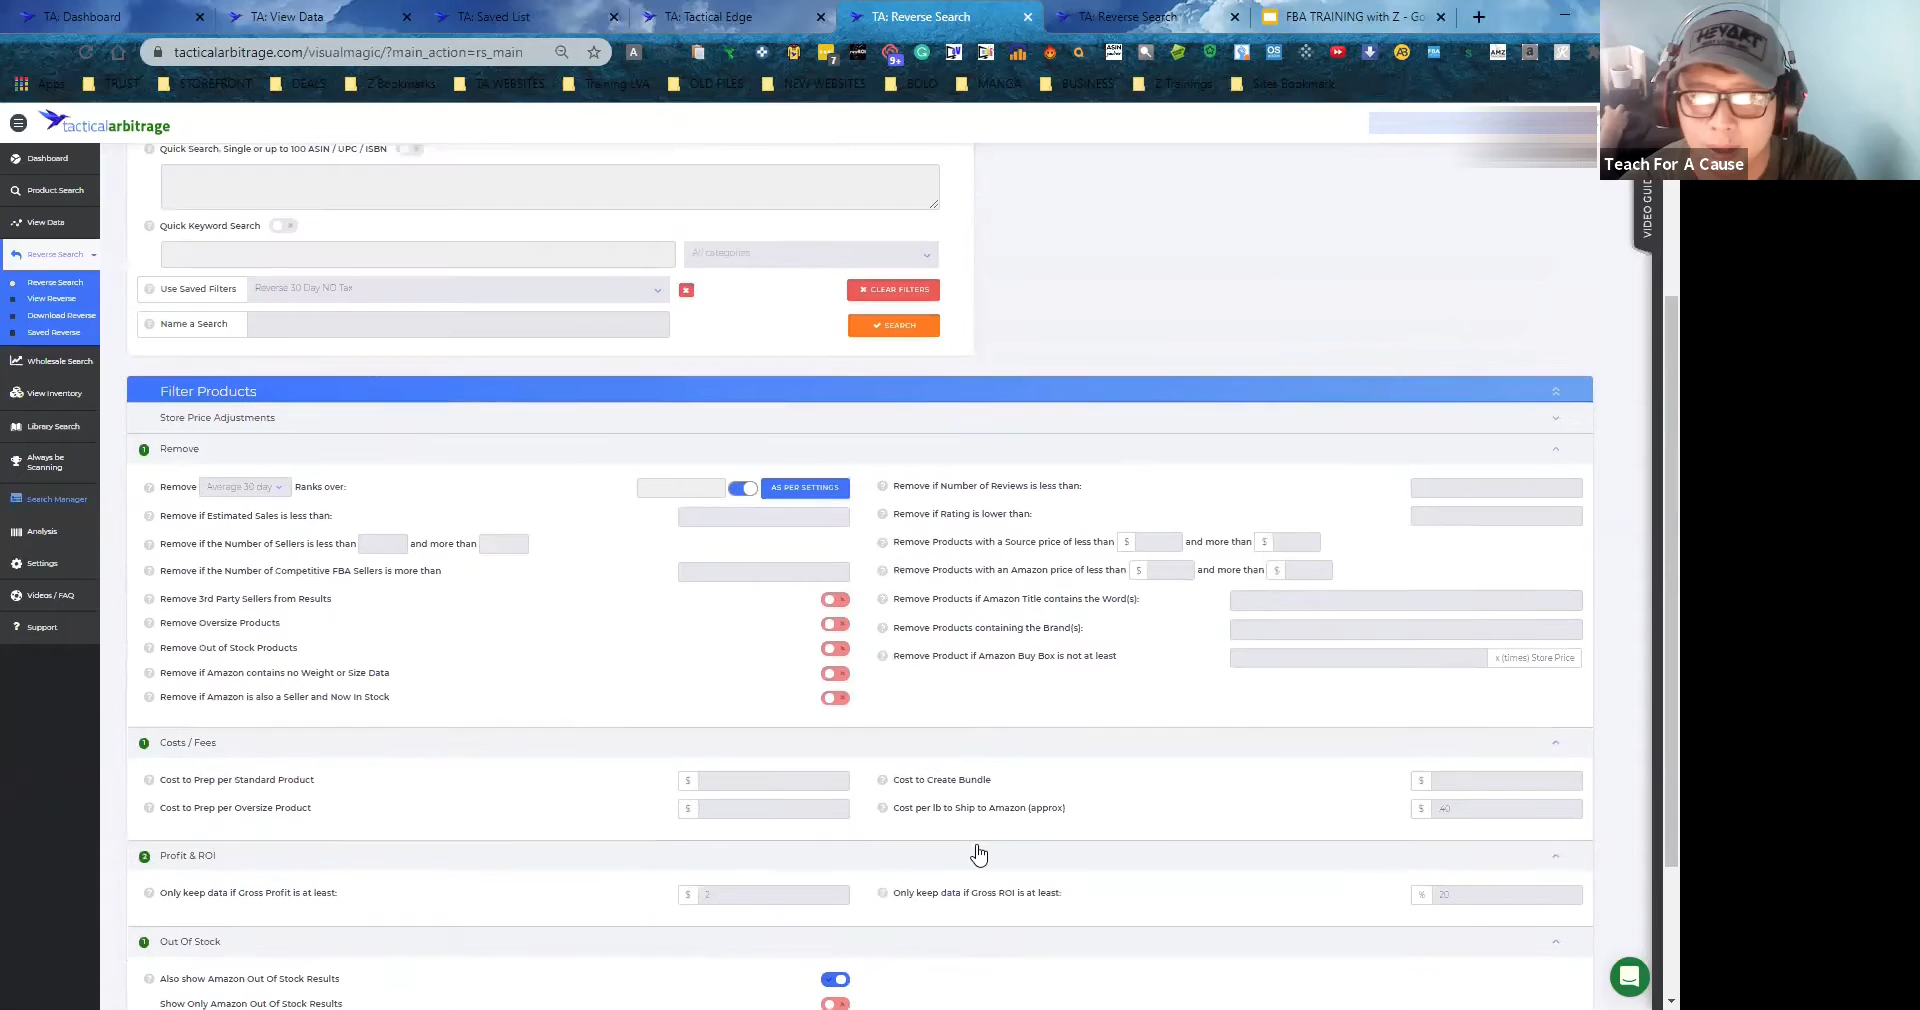 TA: Dashboard
TA: View Data
TA: Saved List
TA: Tactical Edge
TA: Reverse Search
TA: Reverse Search
FBA TRAINING with Z - Go
tacticalarbitrage.com/visualmagic/?main_action=rs_main
Apps
TRUST
STOREFRONT
DEALS
Z Bookmarks
TA WEBSITES
Training LVA
OLD FILES
NEW WEBSITES
BOLO
MANGA
BUSINESS
Z Trainings
Sites Bookmark
tacticalarbitrage
Teach For A Cause
VIDEO GUID
Dashboard
Product Search
View Data
Reverse Search
Reverse Search
View Reverse
Download Reverse
Saved Reverse
Wholesale Search
View Inventory
Library Search
Always be
Scanning
Search Manager
Analysis
Settings
Videos / FAQ
Support
Quick Search, Single or up to 100 ASIN / UPC / ISBN
Quick Keyword Search
All categories
Use Saved Filters
Reverse 30 Day NO Tax
CLEAR FILTERS
Name a Search
SEARCH
Filter Products
Store Price Adjustments
1 Remove
Remove Average 30 day Ranks over:
AS PER SETTINGS
Remove if Estimated Sales is less than:
Remove if the Number of Sellers is less than and more than
Remove if the Number of Competitive FBA Sellers is more than
Remove 3rd Party Sellers from Results
Remove Oversize Products
Remove Out of Stock Products
Remove if Amazon contains no Weight or Size Data
Remove if Amazon is also a Seller and Now In Stock
Remove if Number of Reviews is less than:
Remove if Rating is lower than:
Remove Products with a Source price of less than $ and more than $
Remove Products with an Amazon price of less than $ and more than $
Remove Products if Amazon Title contains the Word(s):
Remove Products containing the Brand(s):
Remove Product if Amazon Buy Box is not at least
x (times) Store Price
1 Costs / Fees
Cost to Prep per Standard Product $
Cost to Create Bundle $
Cost to Prep per Oversize Product $
Cost per lb to Ship to Amazon (approx) $ .40
2 Profit & ROI
Only keep data if Gross Profit is at least: $ 2
Only keep data if Gross ROI is at least: % 20
1 Out Of Stock
Also show Amazon Out Of Stock Results
Show Only Amazon Out Of Stock Results